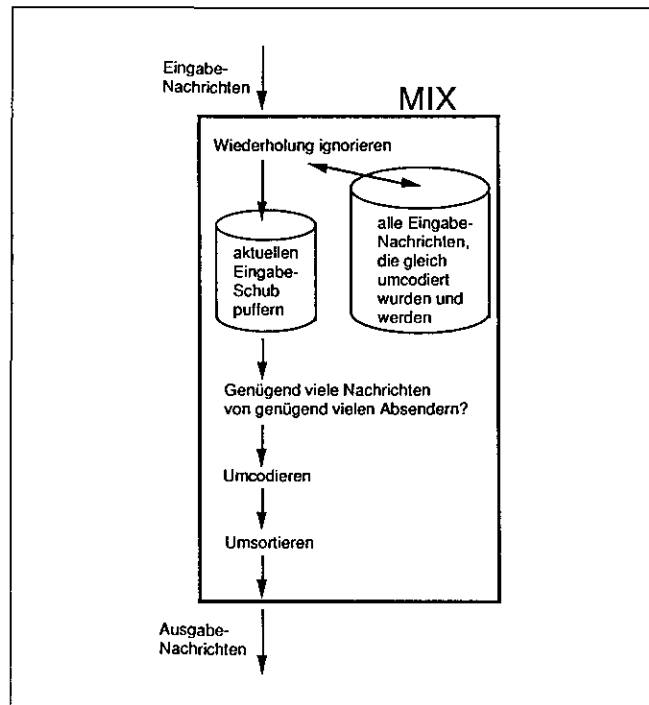 Eingabe-
Nachrichten
MIX
Wiederholung ignorieren
aktuellen
Eingabe-
Schub
puffern
alle Eingabe-
Nachrichten,
die gleich
umcodiert
wurden und
werden
Genügend viele Nachrichten
von genügend vielen Absendern?
Umcodieren
Umsortieren
Ausgabe-
Nachrichten